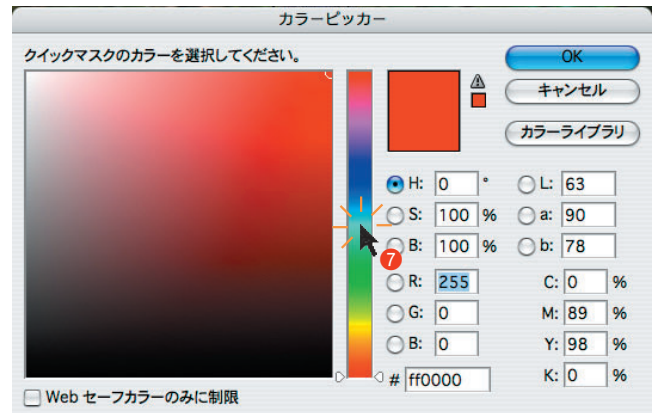 カラーピッカー
クイックマスクのカラーを選択してください。
OK
キャンセル
カラーライブラリ
H: 0 °
L: 63
S: 100 %
a: 90
B: 100 %
b: 78
7
R: 255
C: 0 %
G: 0
M: 89 %
B: 0
Y: 98 %
# ff0000
K: 0 %
Web セーフカラーのみに制限